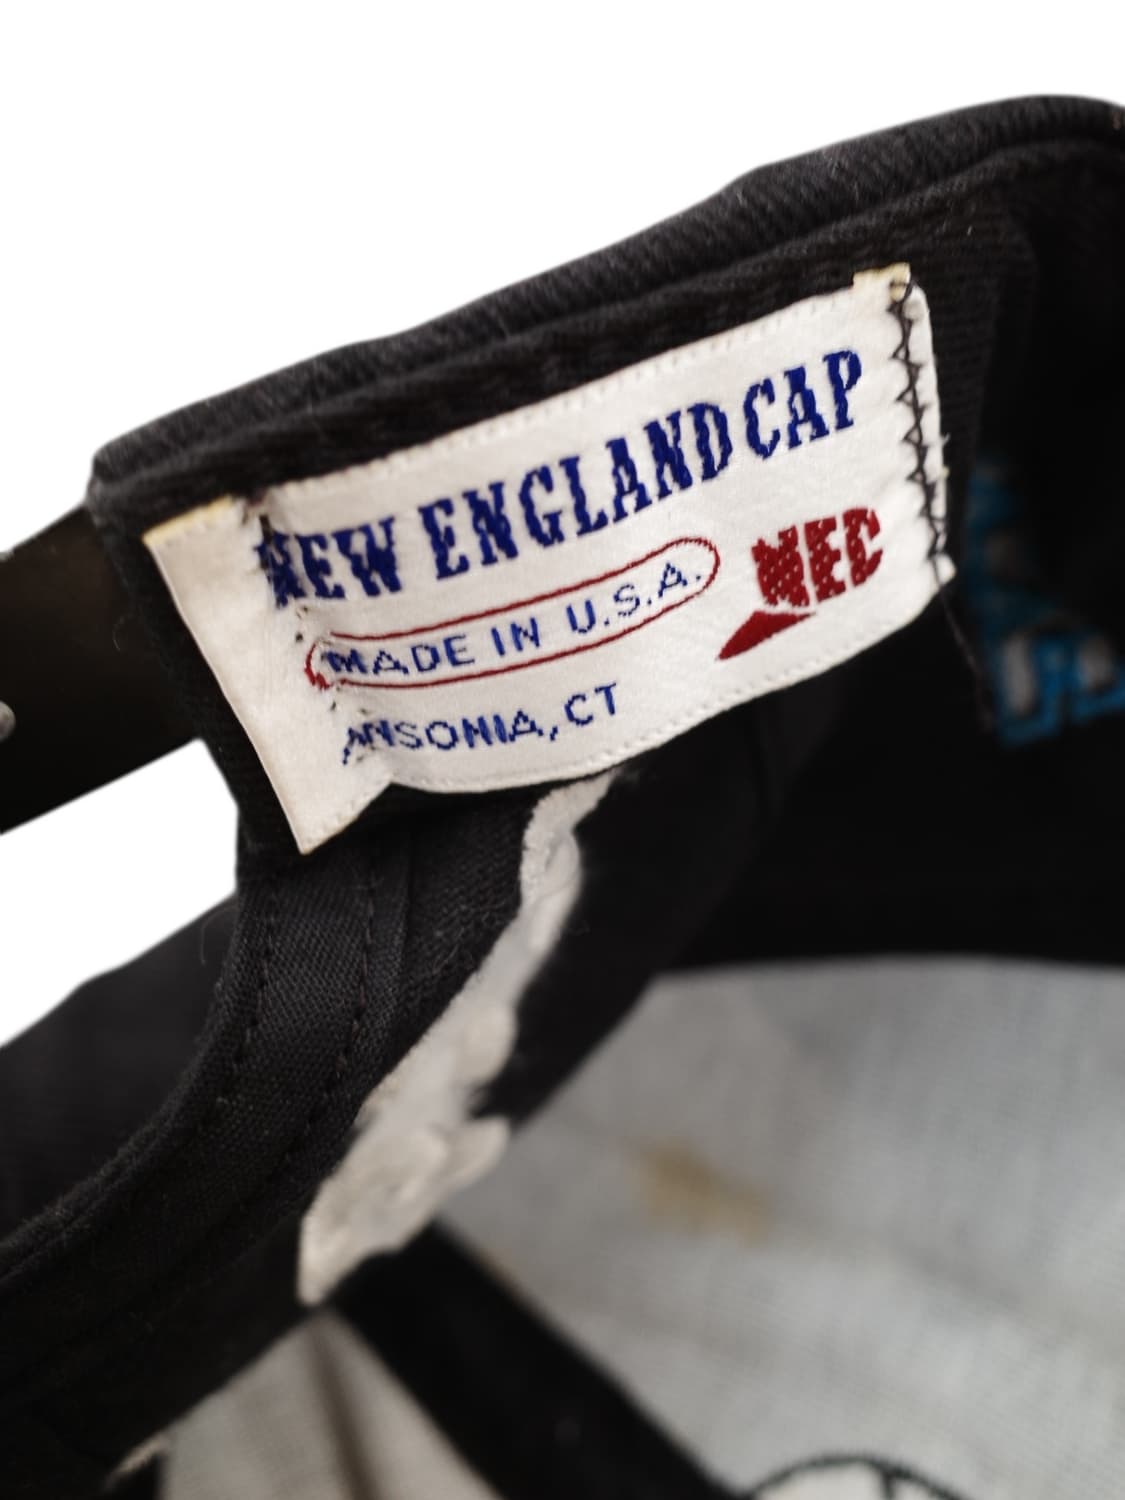 NEW ENGLAND CAP
MADE IN U.S.A.
NEC
ANSONIA, CT